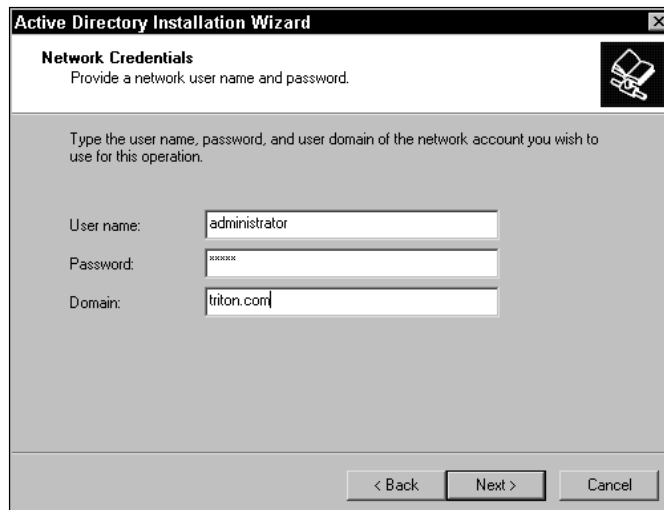 Active Directory Installation Wizard
Network Credentials
Provide a network user name and password.
Type the user name, password, and user domain of the network account you wish to
use for this operation.
User name: administrator
Password: xxxxx
Domain: triton.com
< Back Next > Cancel